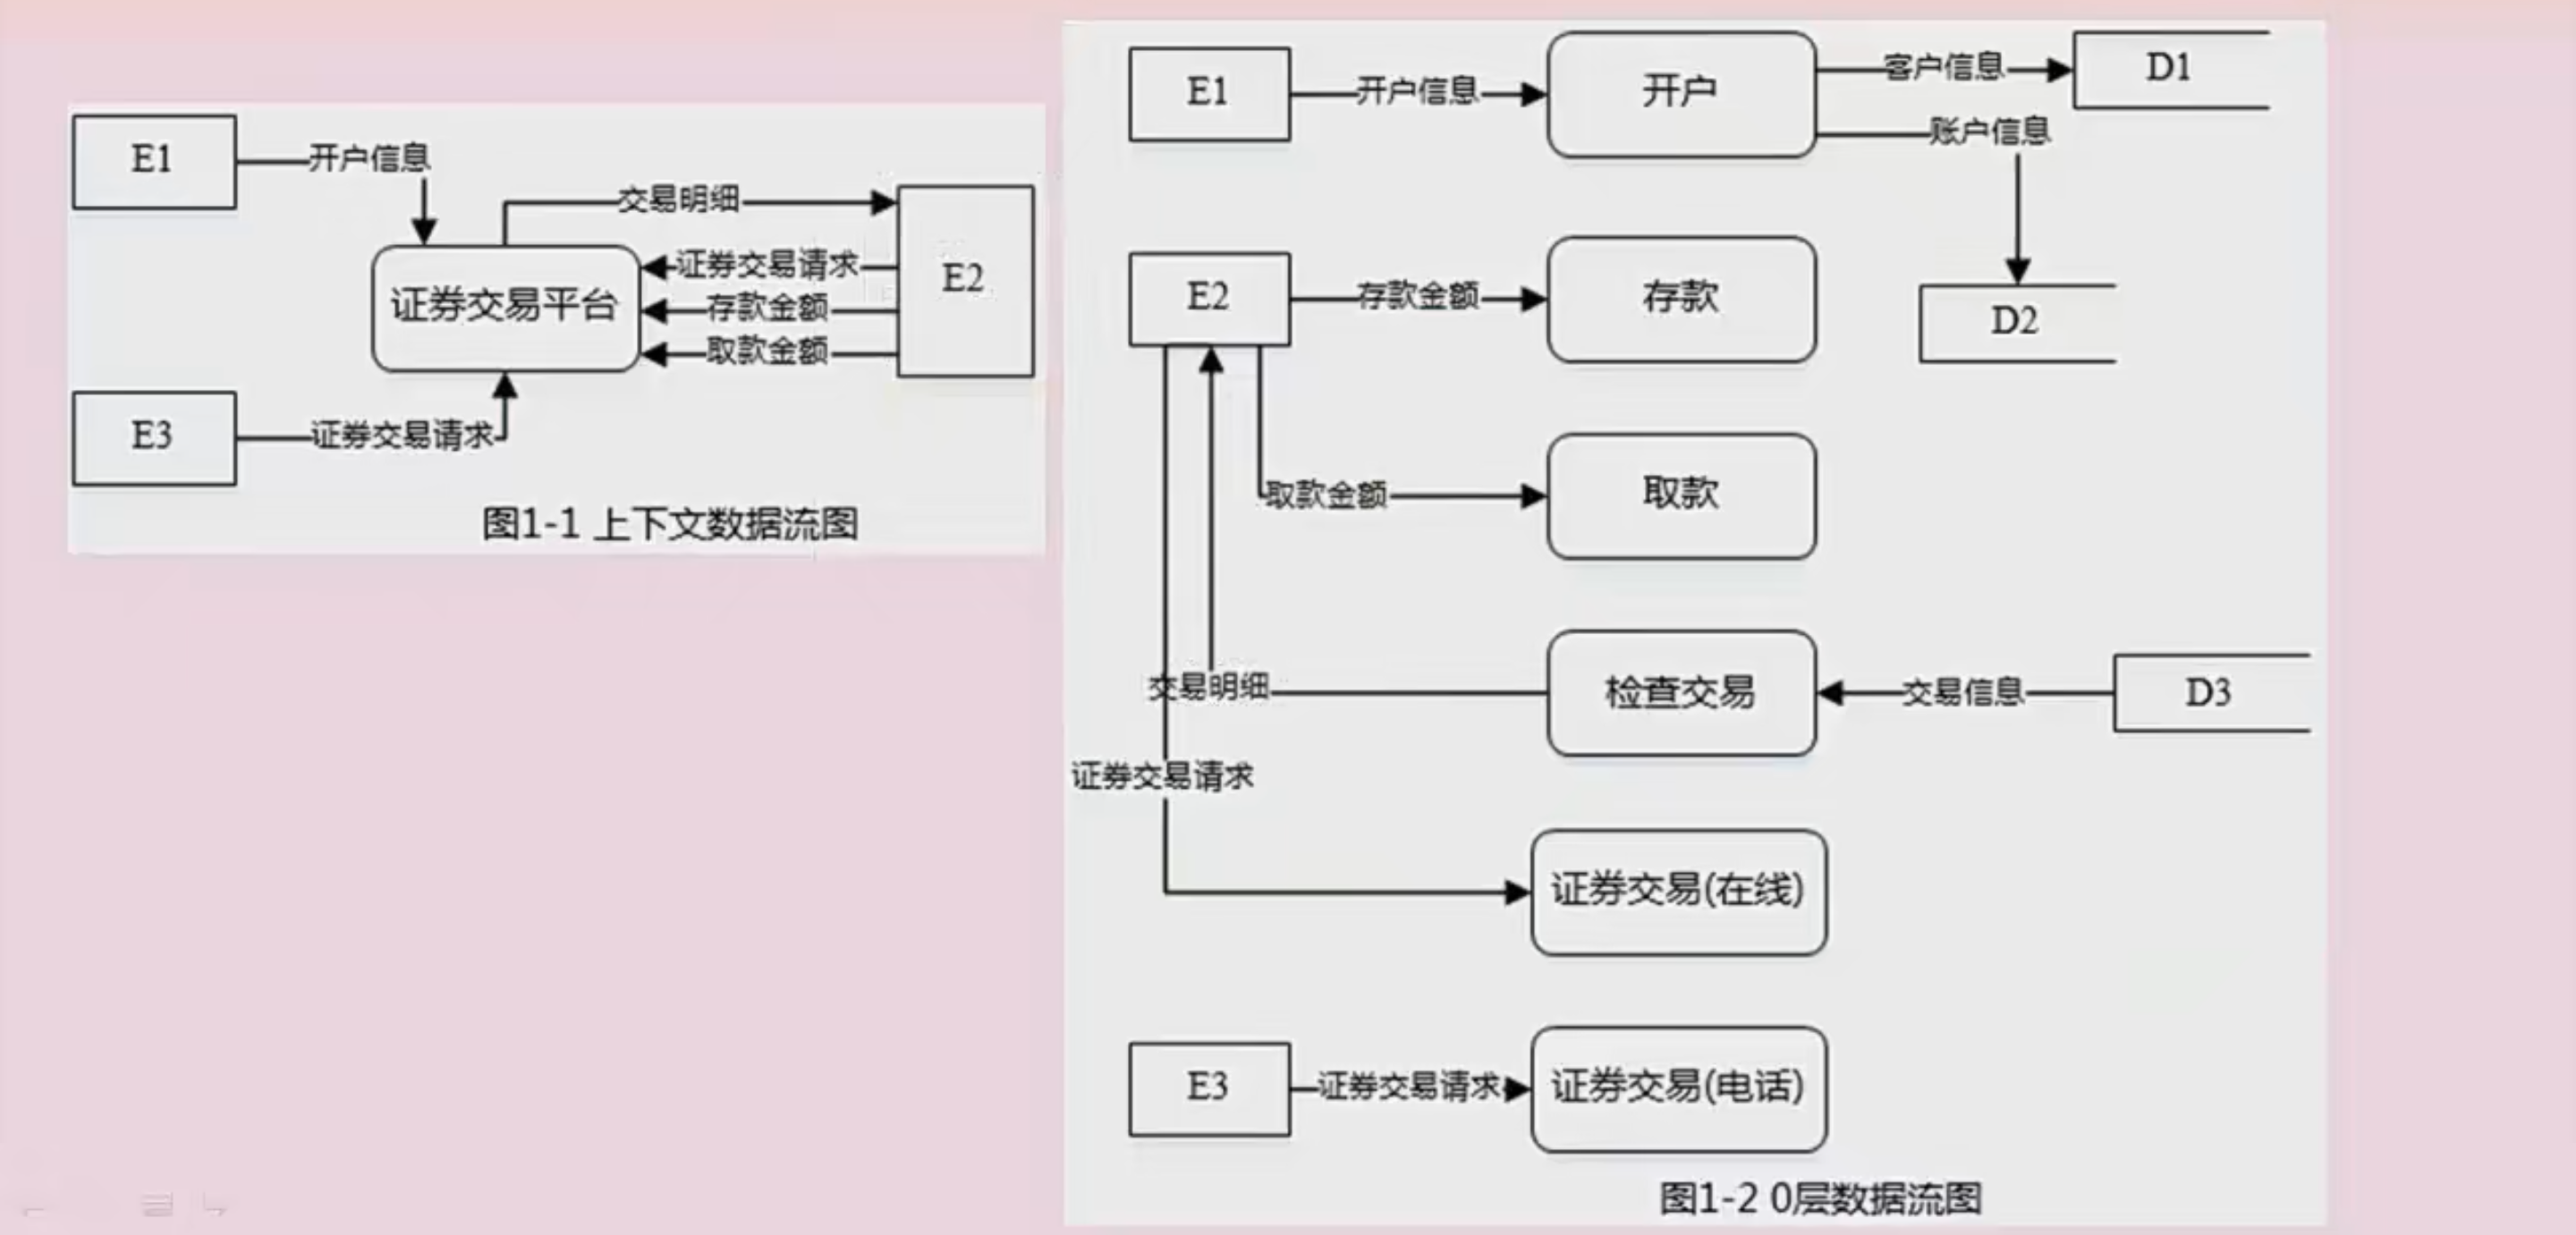 E1
开户信息
交易明细
证券交易请求
E2
证券交易平台
存款金额
取款金额
E3
证券交易请求
图1-1 上下文数据流图
E1
开户信息
开户
客户信息
D1
账户信息
E2
存款金额
存款
D2
取款金额
取款
交易明细
检查交易
交易信息
D3
证券交易请求
证券交易(在线)
E3
证券交易请求
证券交易(电话)
图1-2 0层数据流图